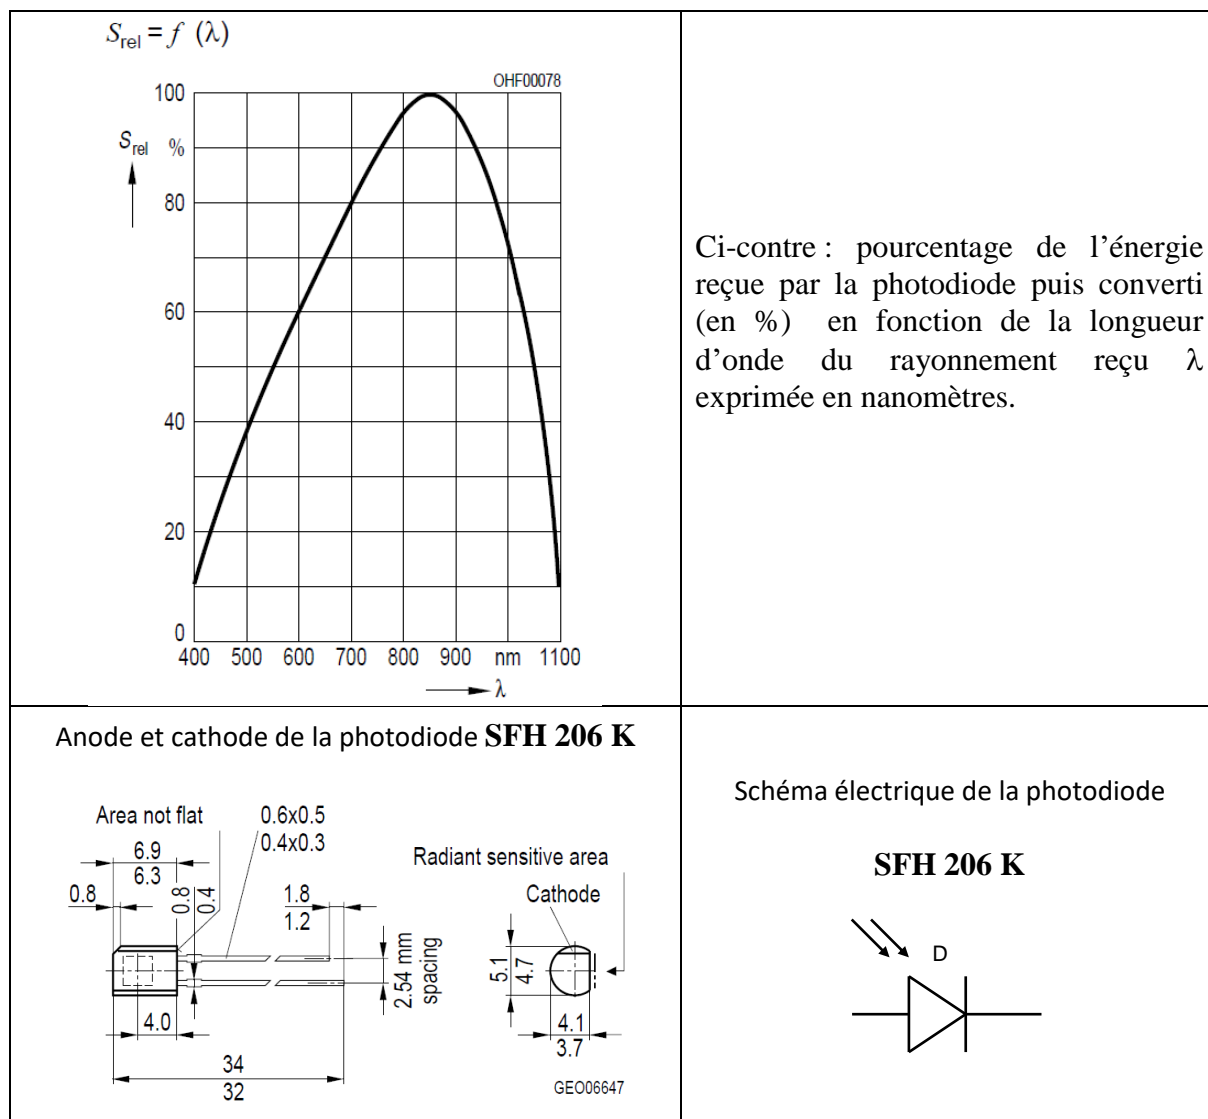 S_rel = f (λ)
OHF00078
100
S_rel %
80
60
40
20
0
400 500 600 700 800 900 nm 1100
λ
Ci-contre : pourcentage de l'énergie
reçue par la photodiode puis converti
(en %) en fonction de la longueur
d'onde du rayonnement reçu λ
exprimée en nanomètres.
Anode et cathode de la photodiode SFH 206 K
Area not flat
0.6x0.5
0.4x0.3
6.9
6.3
0.8
0.8
0.4
1.8
1.2
2.54 mm
spacing
4.0
34
32
Radiant sensitive area
Cathode
5.1
4.7
4.1
3.7
GEO06647
Schéma électrique de la photodiode
SFH 206 K
D